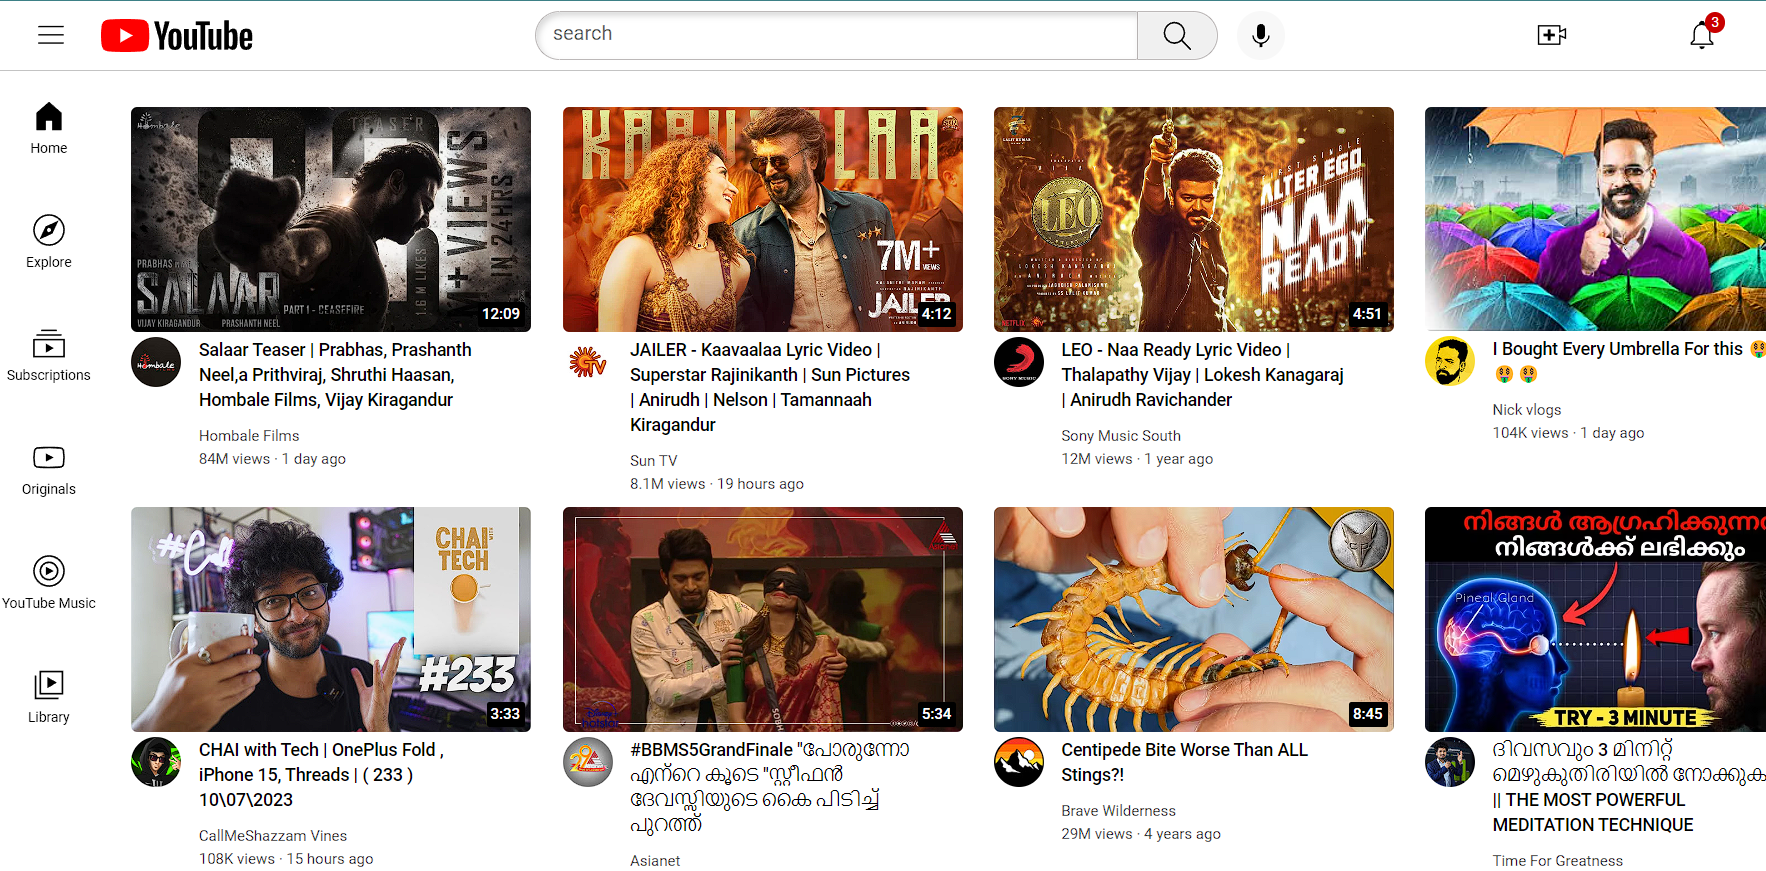 YouTube
search
3
Home
Explore
Subscriptions
Originals
YouTube Music
Library
Hombale
TEASER
M+ VIEWS
IN 24HRS
1.6 M LIKES
PRABHAS
SALAAR
PART 1 - CEASEFIRE
VIJAY KIRAGANDUR PRASHANTH NEEL
12:09
Salaar Teaser | Prabhas, Prashanth
Neel,a Prithviraj, Shruthi Haasan,
Hombale Films, Vijay Kiragandur
Hombale Films
84M views · 1 day ago
7M+
VIEWS
JAILER
4:12
JAILER - Kaavaalaa Lyric Video |
Superstar Rajinikanth | Sun Pictures
| Anirudh | Nelson | Tamannaah
Kiragandur
Sun TV
8.1M views · 19 hours ago
LEO
ALTER EGO
NAA
READY
4:51
SONY MUSIC
LEO - Naa Ready Lyric Video |
Thalapathy Vijay | Lokesh Kanagaraj
| Anirudh Ravichander
Sony Music South
12M views · 1 year ago
I Bought Every Umbrella For this 🤑
🤑 🤑
Nick vlogs
104K views · 1 day ago
CHAI
WITH
TECH
#233
3:33
CHAI with Tech | OnePlus Fold ,
iPhone 15, Threads | ( 233 )
10\07\2023
CallMeShazzam Vines
108K views · 15 hours ago
asianet
5:34
#BBMS5GrandFinale "പോരുന്നോ
എന്റെ കൂടെ "സ്റ്റീഫൻ
ദേവസ്സിയുടെ കൈ പിടിച്ച്
പുറത്ത്
Asianet
8:45
Centipede Bite Worse Than ALL
Stings?!
Brave Wilderness
29M views · 4 years ago
നിങ്ങൾ ആഗ്രഹിക്കുന്ന
നിങ്ങൾക്ക് ലഭിക്കും
Pineal Gland
TRY - 3 MINUTE
ദിവസവും 3 മിനിറ്റ്
മെഴുകുതിരിയിൽ നോക്കുക
|| THE MOST POWERFUL
MEDITATION TECHNIQUE
Time For Greatness